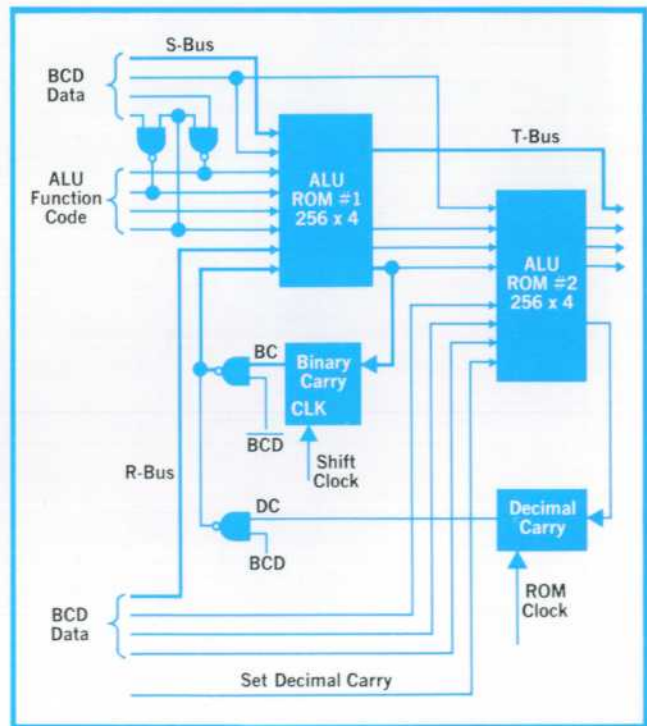 S-Bus
BCD
Data
ALU
Function
Code
ALU
ROM #1
256 x 4
T-Bus
ALU
ROM #2
256 x 4
BC
Binary
Carry
CLK
BCD
Shift
Clock
R-Bus
DC
Decimal
Carry
BCD
ROM
Clock
BCD
Data
Set Decimal Carry